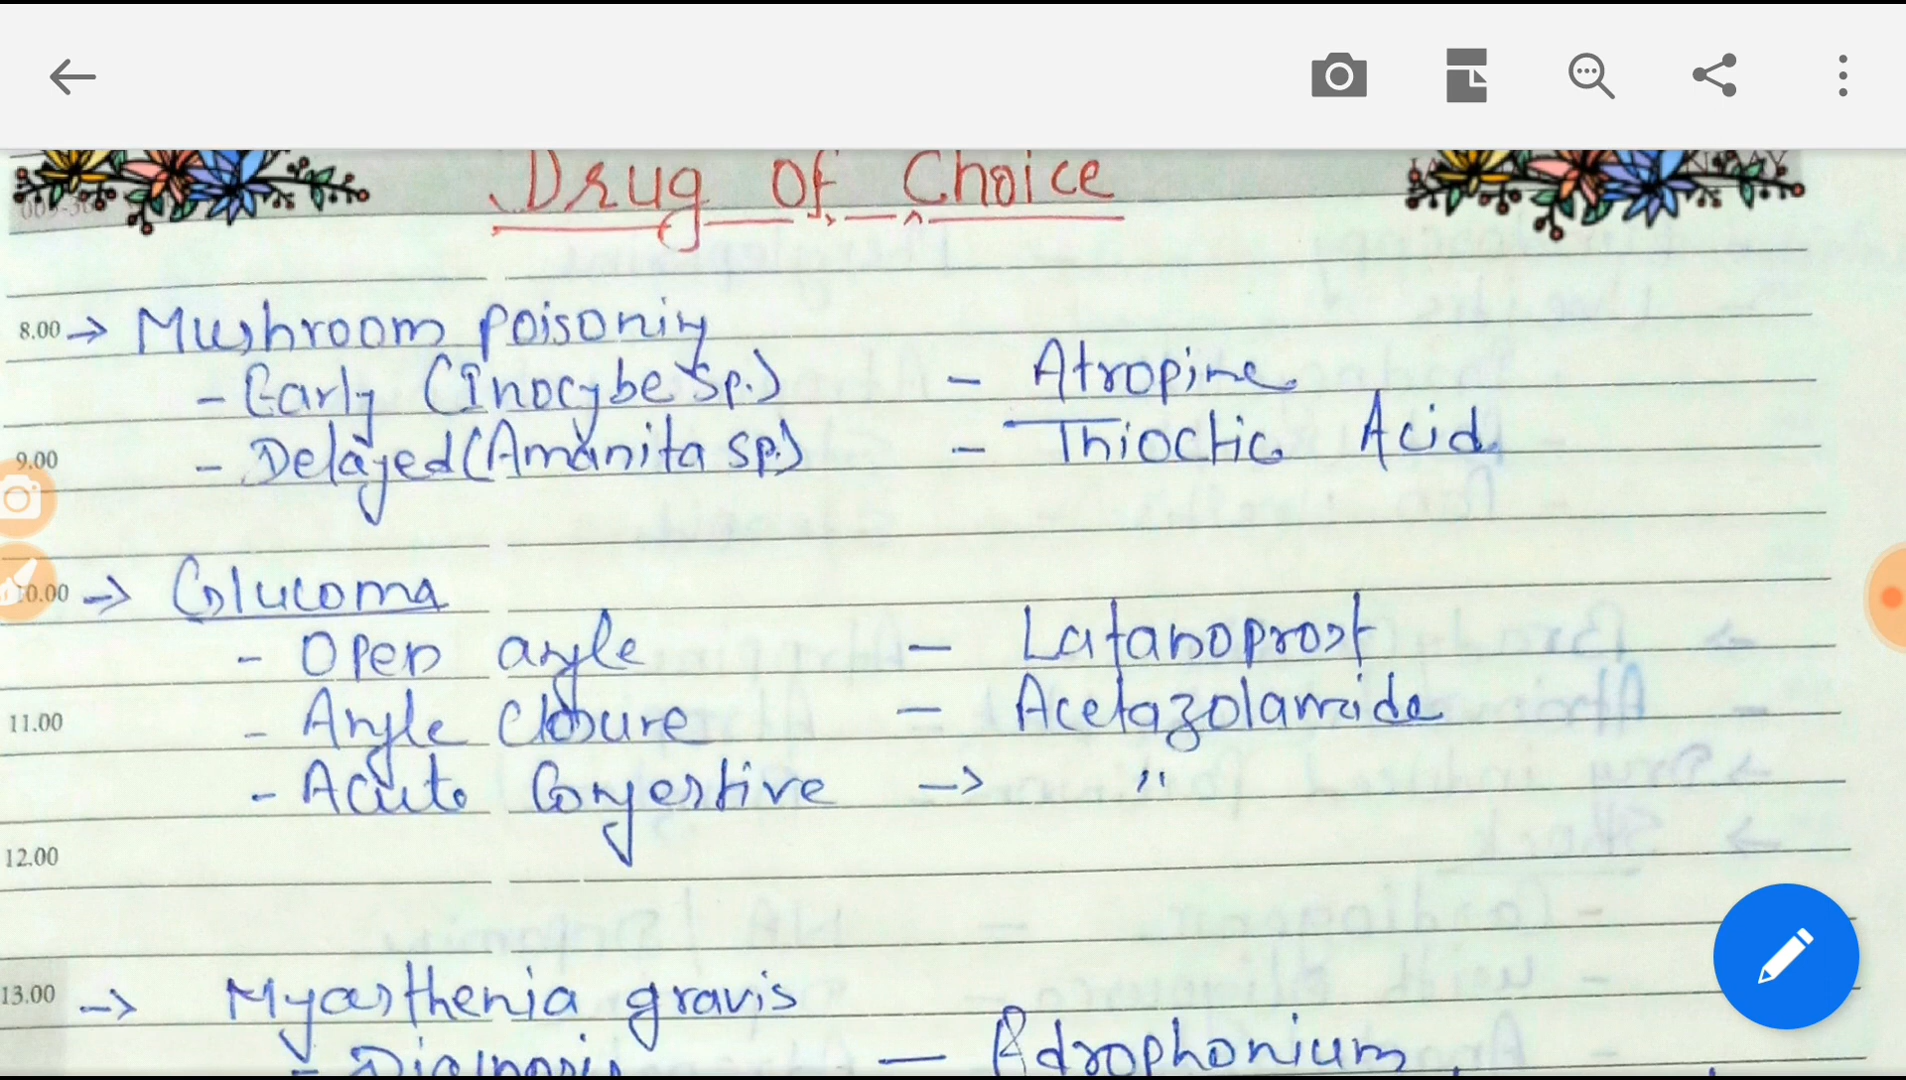 Drug of Choice
8.00 → Mushroom poisoning
- Early (Inocybe sp.) - Atropine
9.00 - Delayed (Amanita sp.) - Thioctic Acid
10.00 → Glucoma
- Open angle - Latanoprost
11.00 - Angle closure - Acetazolamide
- Acute Congestive → "
12.00
13.00 → Myasthenia gravis
- Diagnosis - Edrophonium